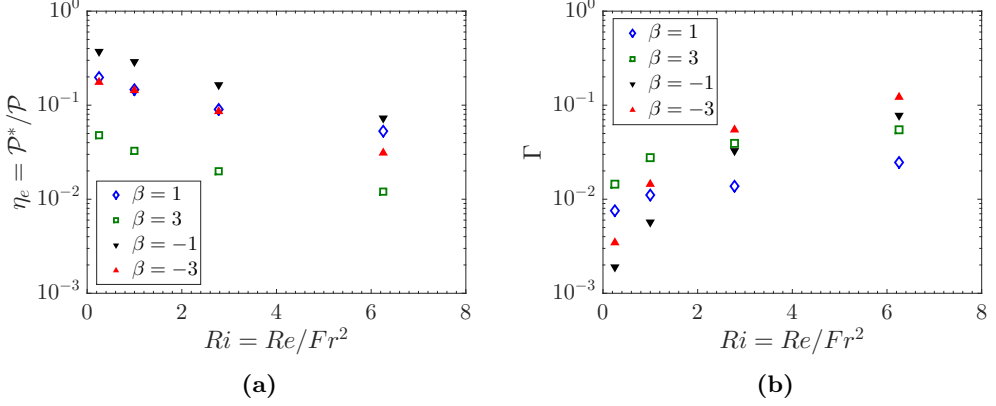 10^0
10^-1
10^-2
10^-3
η_e = P*/P
β = 1
β = 3
β = −1
β = −3
0 2 4 6 8
Ri = Re/Fr^2
(a)
10^0
10^-1
10^-2
10^-3
Γ
β = 1
β = 3
β = −1
β = −3
0 2 4 6 8
Ri = Re/Fr^2
(b)